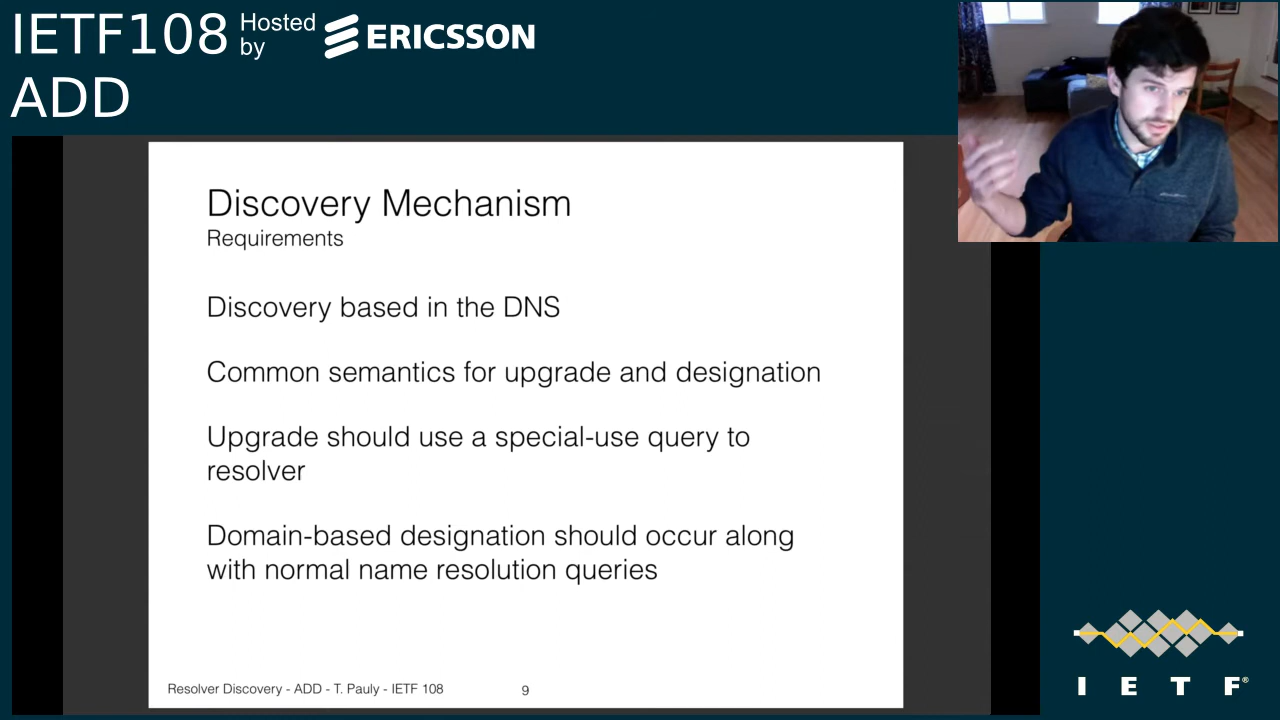 IETF108 Hosted by ERICSSON
ADD
Discovery Mechanism
Requirements
Discovery based in the DNS
Common semantics for upgrade and designation
Upgrade should use a special-use query to
resolver
Domain-based designation should occur along
with normal name resolution queries
Resolver Discovery - ADD - T. Pauly - IETF 108 9
I E T F®